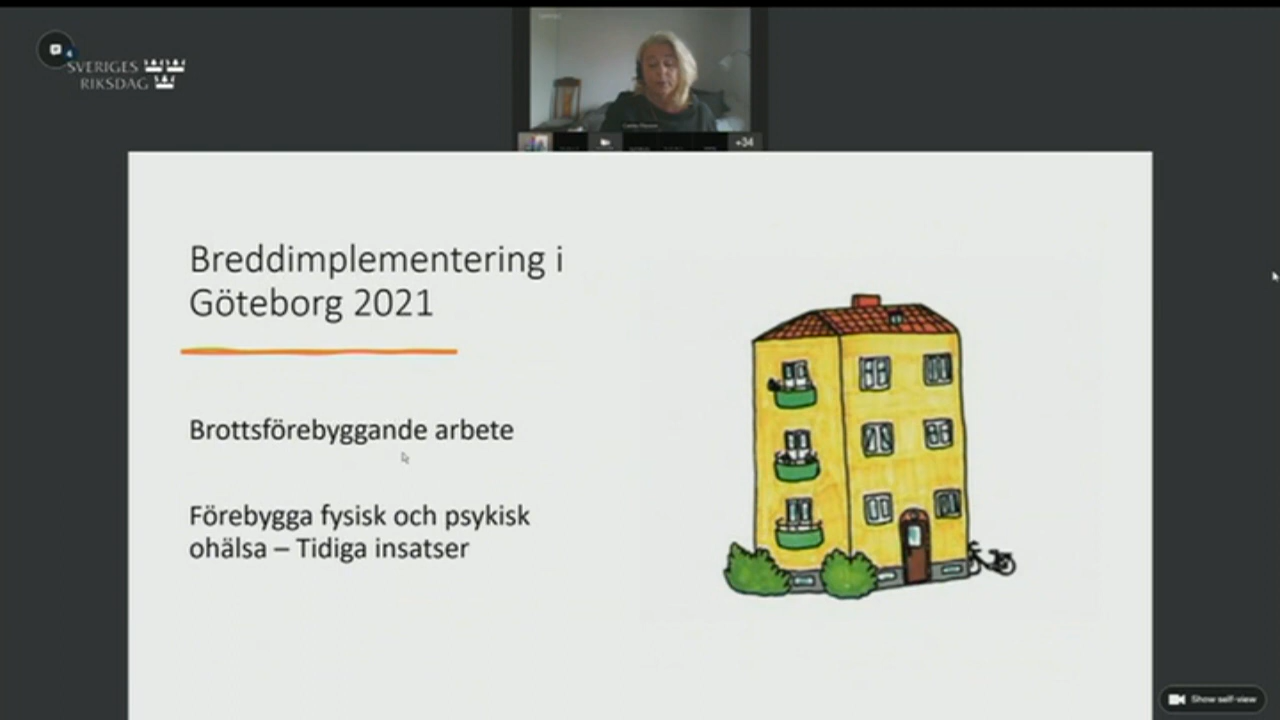 SVERIGES
RIKSDAG
+34
Breddimplementering i
Göteborg 2021
Brottsförebyggande arbete
Förebygga fysisk och psykisk
ohälsa – Tidiga insatser
Show self-view